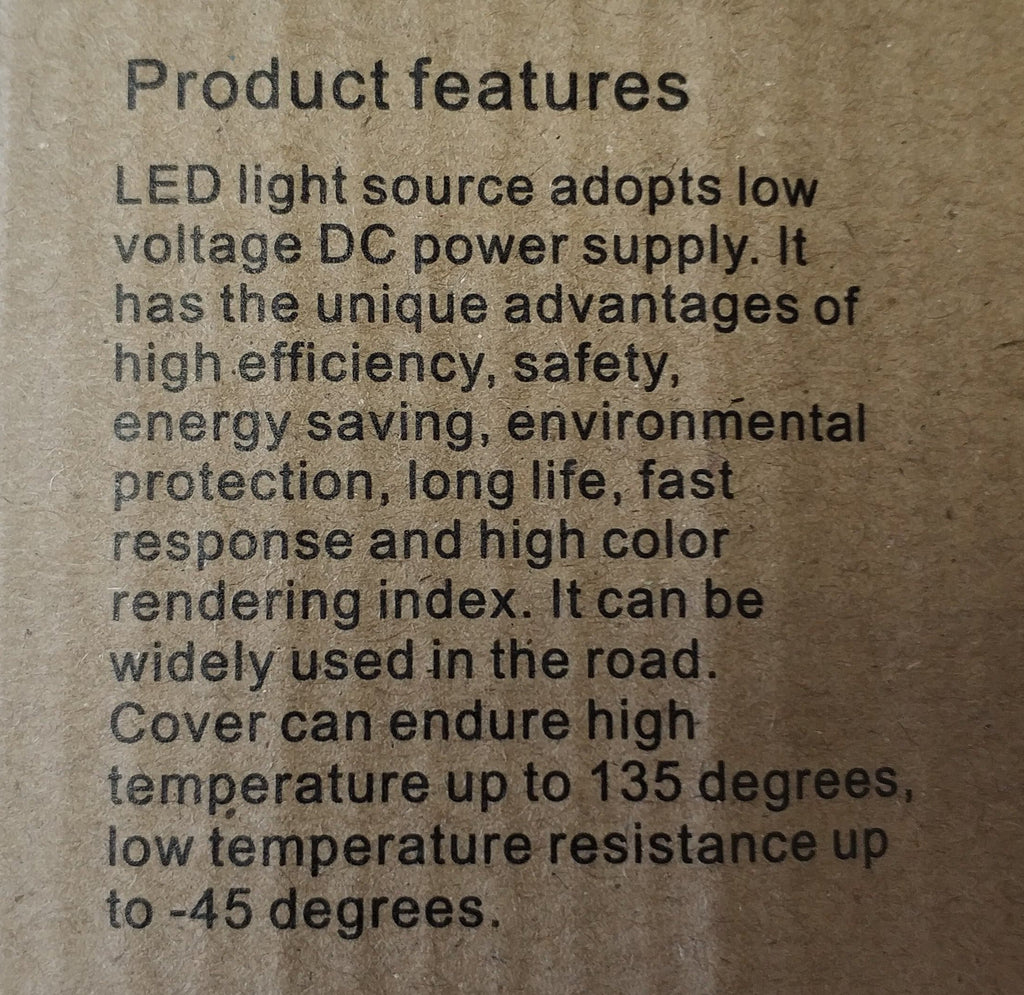 Product features
LED light source adopts low
voltage DC power supply. It
has the unique advantages of
high efficiency, safety,
energy saving, environmental
protection, long life, fast
response and high color
rendering index. It can be
widely used in the road.
Cover can endure high
temperature up to 135 degrees,
low temperature resistance up
to -45 degrees.